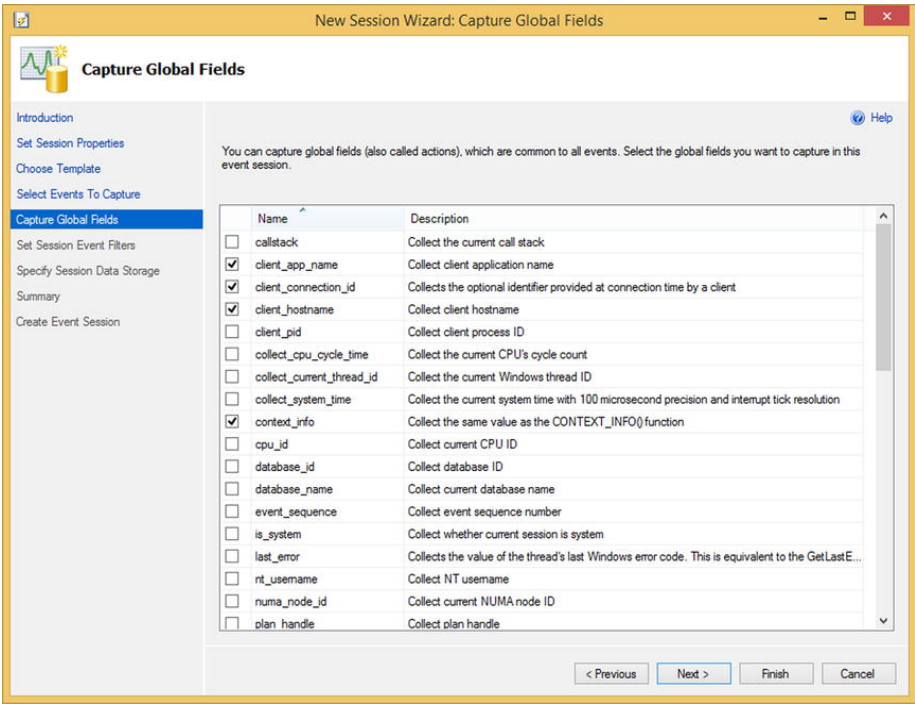 New Session Wizard: Capture Global Fields
Capture Global Fields
Introduction
Set Session Properties
Choose Template
Select Events To Capture
Capture Global Fields
Set Session Event Filters
Specify Session Data Storage
Summary
Create Event Session
Help
You can capture global fields (also called actions), which are common to all events. Select the global fields you want to capture in this
event session.
Name Description
callstack Collect the current call stack
client_app_name Collect client application name
client_connection_id Collects the optional identifier provided at connection time by a client
client_hostname Collect client hostname
client_pid Collect client process ID
collect_cpu_cycle_time Collect the current CPU's cycle count
collect_current_thread_id Collect the current Windows thread ID
collect_system_time Collect the current system time with 100 microsecond precision and interrupt tick resolution
context_info Collect the same value as the CONTEXT_INFO() function
cpu_id Collect current CPU ID
database_id Collect database ID
database_name Collect current database name
event_sequence Collect event sequence number
is_system Collect whether current session is system
last_error Collects the value of the thread's last Windows error code. This is equivalent to the GetLastE...
nt_username Collect NT username
numa_node_id Collect current NUMA node ID
plan_handle Collect plan handle
< Previous Next > Finish Cancel